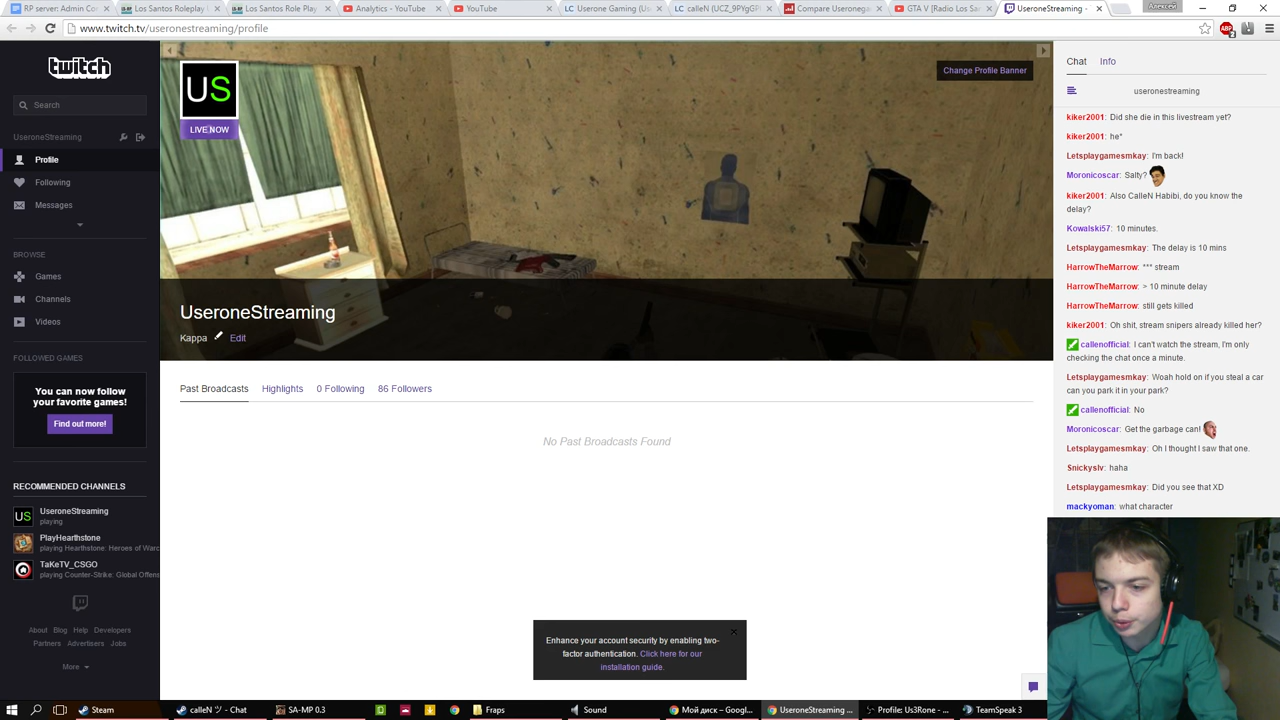 RP server: Admin Con
Los Santos Roleplay U
Los Santos Role Play
Analytics - YouTube
YouTube
Userone Gaming (Use
calleN (UCZ_9PYgGPU
Compare Useronegar
GTA V [Radio Los San
UseroneStreaming -
Алексей
www.twitch.tv/useronestreaming/profile
twitch
Search
UseroneStreaming
Profile
Following
Messages
BROWSE
Games
Channels
Videos
FOLLOWED GAMES
You can now follow
your favorite games!
Find out more!
RECOMMENDED CHANNELS
US
UseroneStreaming
playing
PlayHearthstone
playing Hearthstone: Heroes of Warc
TaKeTV_CSGO
playing Counter-Strike: Global Offens
About Blog Help Developers
Partners Advertisers Jobs
More
US
LIVE NOW
Change Profile Banner
UseroneStreaming
Kappa Edit
Past Broadcasts Highlights 0 Following 86 Followers
No Past Broadcasts Found
Enhance your account security by enabling two-
factor authentication. Click here for our
installation guide.
Chat Info
useronestreaming
kiker2001: Did she die in this livestream yet?
kiker2001: he*
Letsplaygamesmkay: I'm back!
Moronicoscar: Salty?
kiker2001: Also CalleN Habibi, do you know the
delay?
Kowalski57: 10 minutes.
Letsplaygamesmkay: The delay is 10 mins
HarrowTheMarrow: *** stream
HarrowTheMarrow: > 10 minute delay
HarrowTheMarrow: still gets killed
kiker2001: Oh shit, stream snipers already killed her?
callenofficial: I can't watch the stream, I'm only
checking the chat once a minute.
Letsplaygamesmkay: Woah hold on if you steal a car
can you park it in your park?
callenofficial: No
Moronicoscar: Get the garbage can!
Letsplaygamesmkay: Oh I thought I saw that one.
Snickyslv: haha
Letsplaygamesmkay: Did you see that XD
mackyoman: what character
Steam
calleN ツ - Chat
SA-MP 0.3
Fraps
Sound
Мой диск – Googl...
UseroneStreaming ...
Profile: Us3Rone - ...
TeamSpeak 3